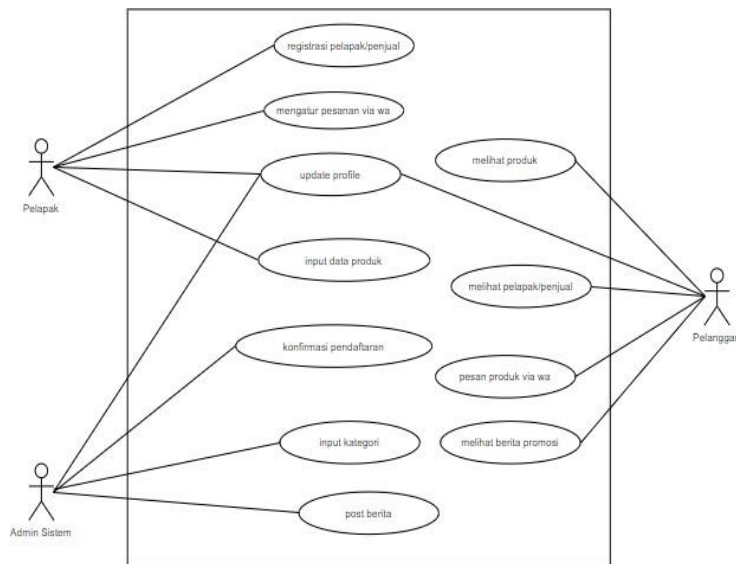 registrasi pelapak/penjual
mengatur pesanan via wa
melihat produk
update profile
Pelapak
input data produk
melihat pelapak/penjual
Pelanggan
konfirmasi pendaftaran
pesan produk via wa
input kategori
melihat berita promosi
post berita
Admin Sistem